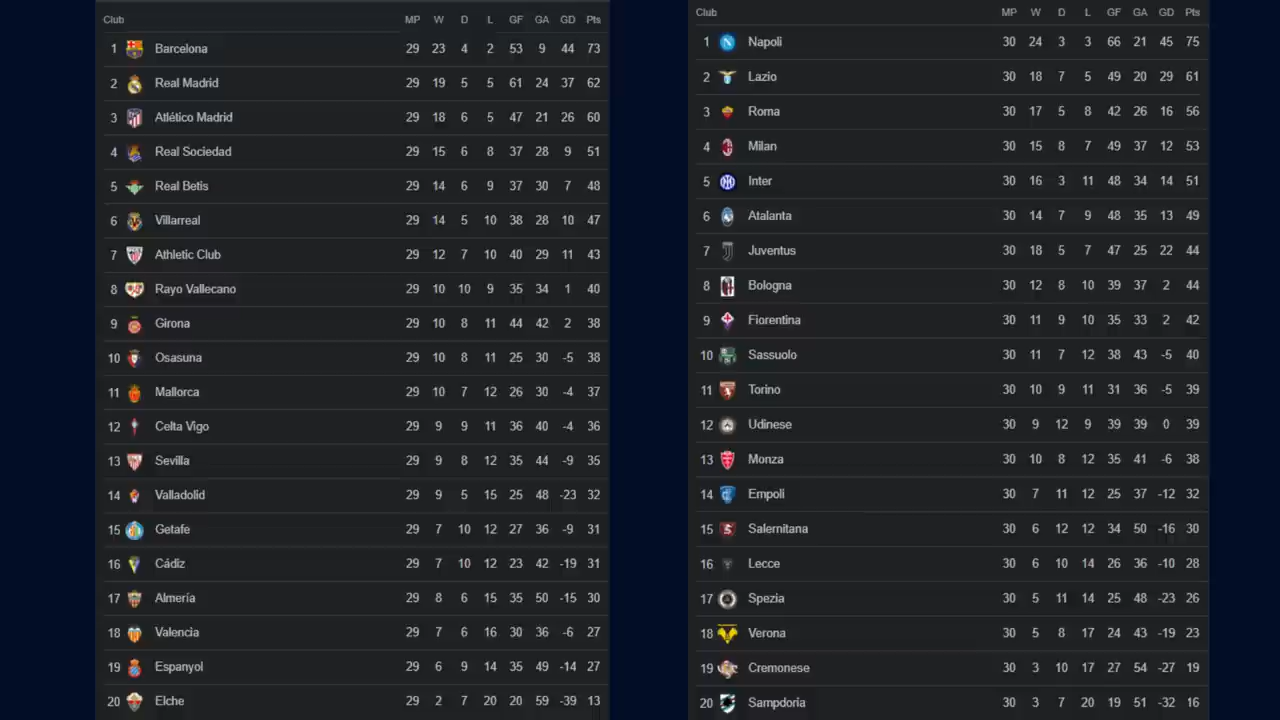 Club MP W D L GF GA GD Pts
1 Barcelona 29 23 4 2 53 9 44 73
2 Real Madrid 29 19 5 5 61 24 37 62
3 Atlético Madrid 29 18 6 5 47 21 26 60
4 Real Sociedad 29 15 6 8 37 28 9 51
5 Real Betis 29 14 6 9 37 30 7 48
6 Villarreal 29 14 5 10 38 28 10 47
7 Athletic Club 29 12 7 10 40 29 11 43
8 Rayo Vallecano 29 10 10 9 35 34 1 40
9 Girona 29 10 8 11 44 42 2 38
10 Osasuna 29 10 8 11 25 30 -5 38
11 Mallorca 29 10 7 12 26 30 -4 37
12 Celta Vigo 29 9 9 11 36 40 -4 36
13 Sevilla 29 9 8 12 35 44 -9 35
14 Valladolid 29 9 5 15 25 48 -23 32
15 Getafe 29 7 10 12 27 36 -9 31
16 Cádiz 29 7 10 12 23 42 -19 31
17 Almería 29 8 6 15 35 50 -15 30
18 Valencia 29 7 6 16 30 36 -6 27
19 Espanyol 29 6 9 14 35 49 -14 27
20 Elche 29 2 7 20 20 59 -39 13
Club MP W D L GF GA GD Pts
1 Napoli 30 24 3 3 66 21 45 75
2 Lazio 30 18 7 5 49 20 29 61
3 Roma 30 17 5 8 42 26 16 56
4 Milan 30 15 8 7 49 37 12 53
5 Inter 30 16 3 11 48 34 14 51
6 Atalanta 30 14 7 9 48 35 13 49
7 Juventus 30 18 5 7 47 25 22 44
8 Bologna 30 12 8 10 39 37 2 44
9 Fiorentina 30 11 9 10 35 33 2 42
10 Sassuolo 30 11 7 12 38 43 -5 40
11 Torino 30 10 9 11 31 36 -5 39
12 Udinese 30 9 12 9 39 39 0 39
13 Monza 30 10 8 12 35 41 -6 38
14 Empoli 30 7 11 12 25 37 -12 32
15 Salernitana 30 6 12 12 34 50 -16 30
16 Lecce 30 6 10 14 26 36 -10 28
17 Spezia 30 5 11 14 25 48 -23 26
18 Verona 30 5 8 17 24 43 -19 23
19 Cremonese 30 3 10 17 27 54 -27 19
20 Sampdoria 30 3 7 20 19 51 -32 16